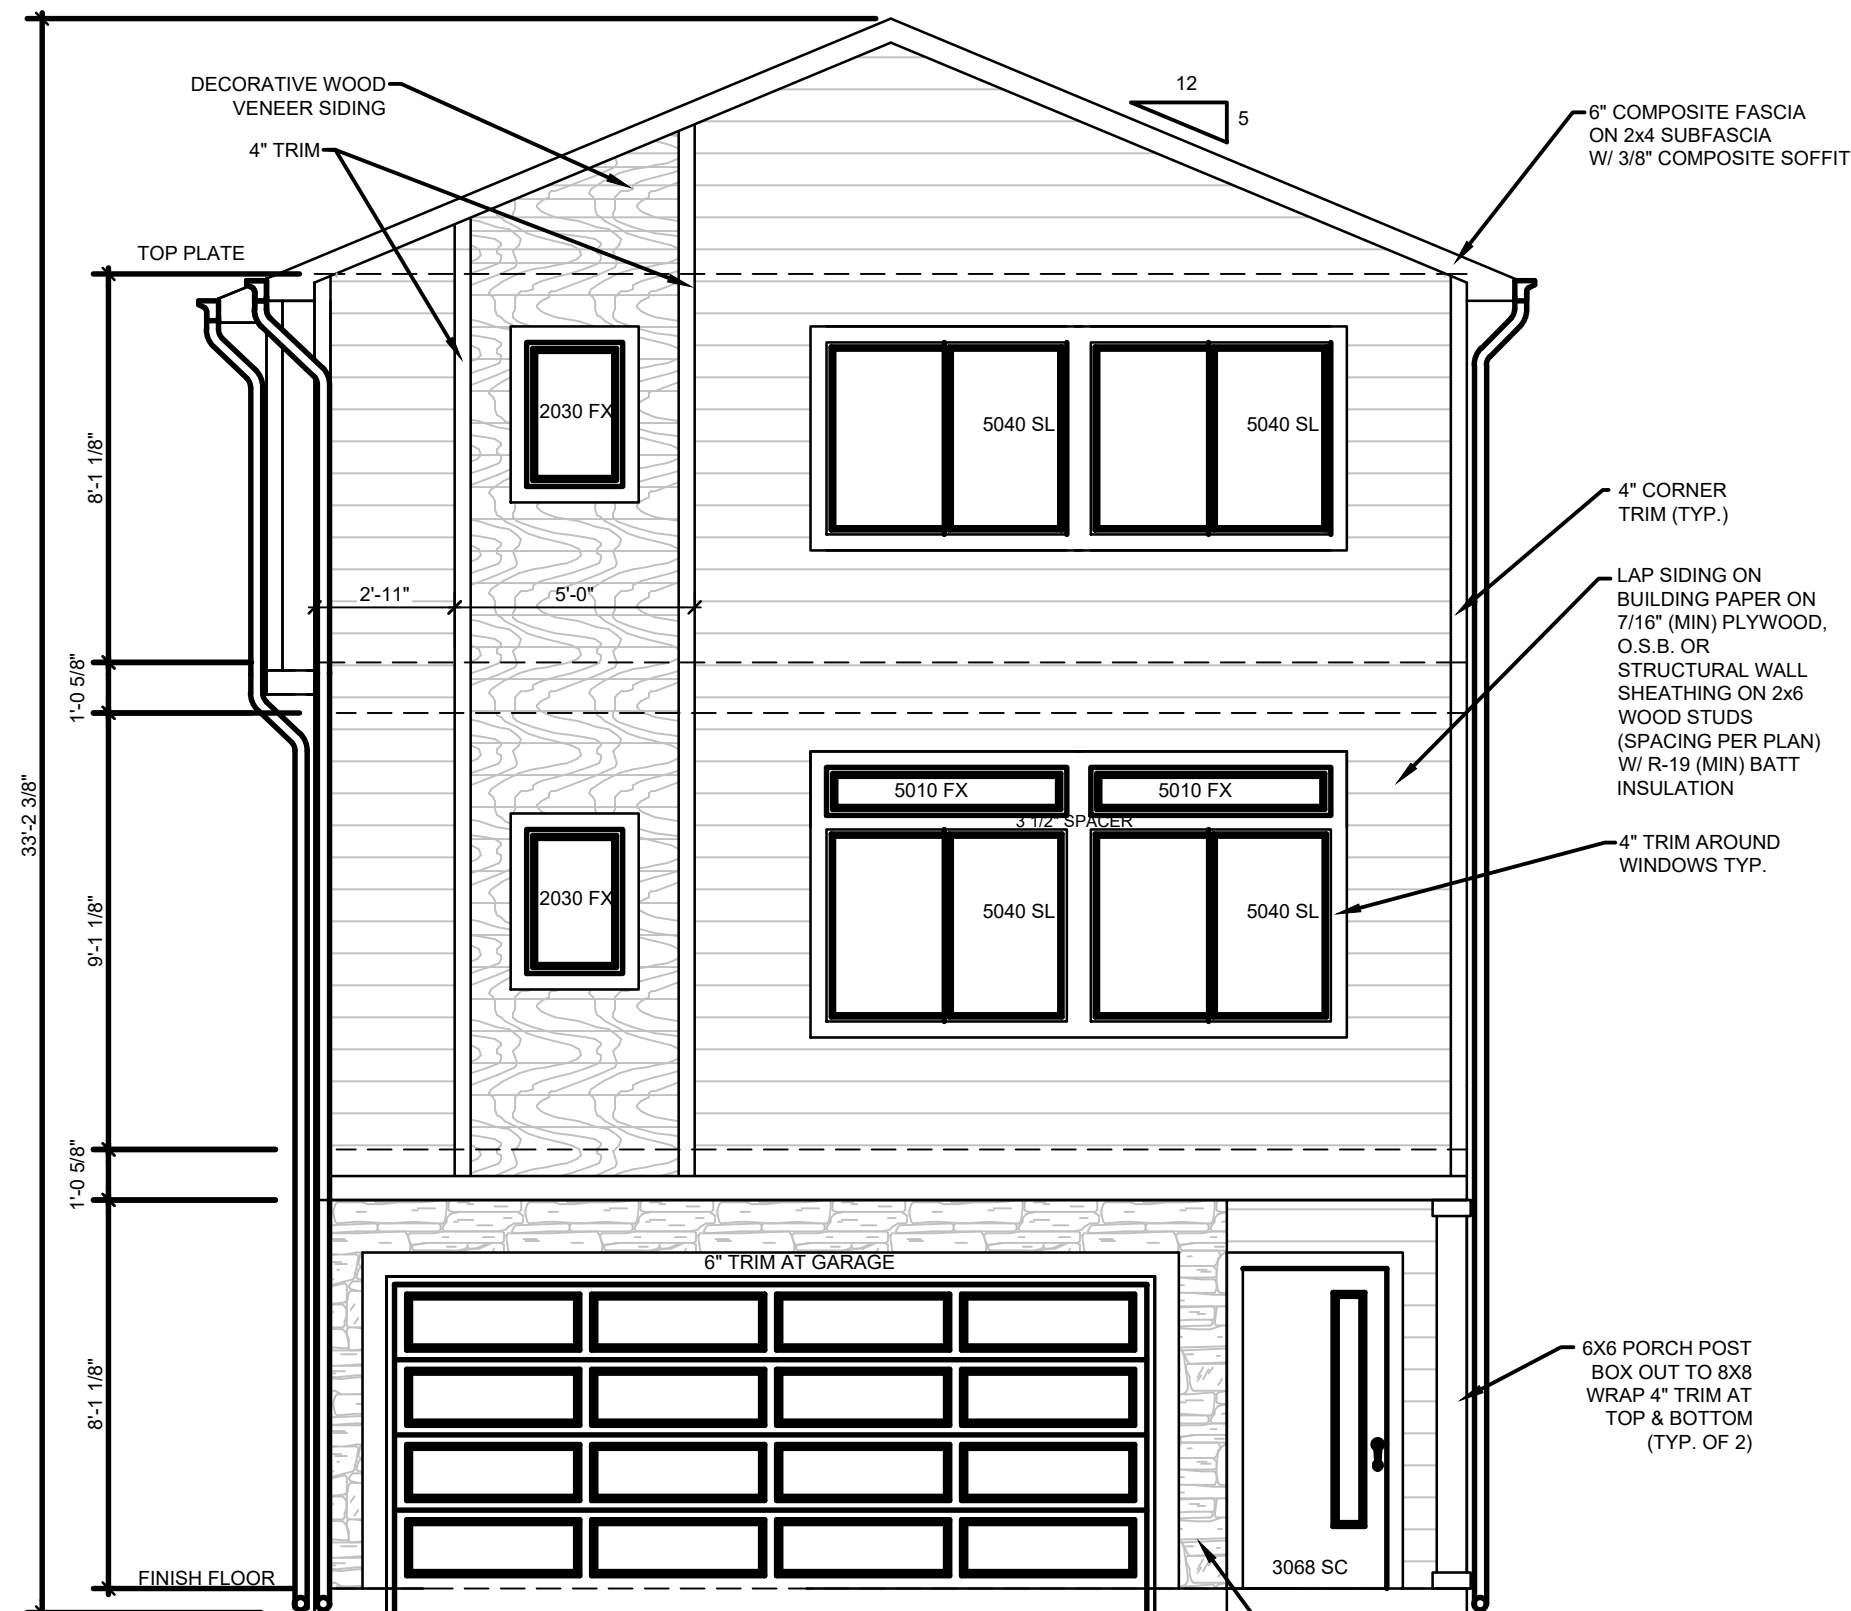 12
5
DECORATIVE WOOD
VENEER SIDING
4" TRIM
6" COMPOSITE FASCIA
ON 2x4 SUBFASCIA
W/ 3/8" COMPOSITE SOFFIT
TOP PLATE
2030 FX
5040 SL
5040 SL
8'-1 1/8"
4" CORNER
TRIM (TYP.)
LAP SIDING ON
BUILDING PAPER ON
7/16" (MIN) PLYWOOD,
O.S.B. OR
STRUCTURAL WALL
SHEATHING ON 2x6
WOOD STUDS
(SPACING PER PLAN)
W/ R-19 (MIN) BATT
INSULATION
2'-11"
5'-0"
1'-0 5/8"
33'-2 3/8"
5010 FX
5010 FX
3 1/2" SPACER
4" TRIM AROUND
WINDOWS TYP.
2030 FX
5040 SL
5040 SL
9'-1 1/8"
1'-0 5/8"
6" TRIM AT GARAGE
8'-1 1/8"
6X6 PORCH POST
BOX OUT TO 8X8
WRAP 4" TRIM AT
TOP & BOTTOM
(TYP. OF 2)
3068 SC
FINISH FLOOR